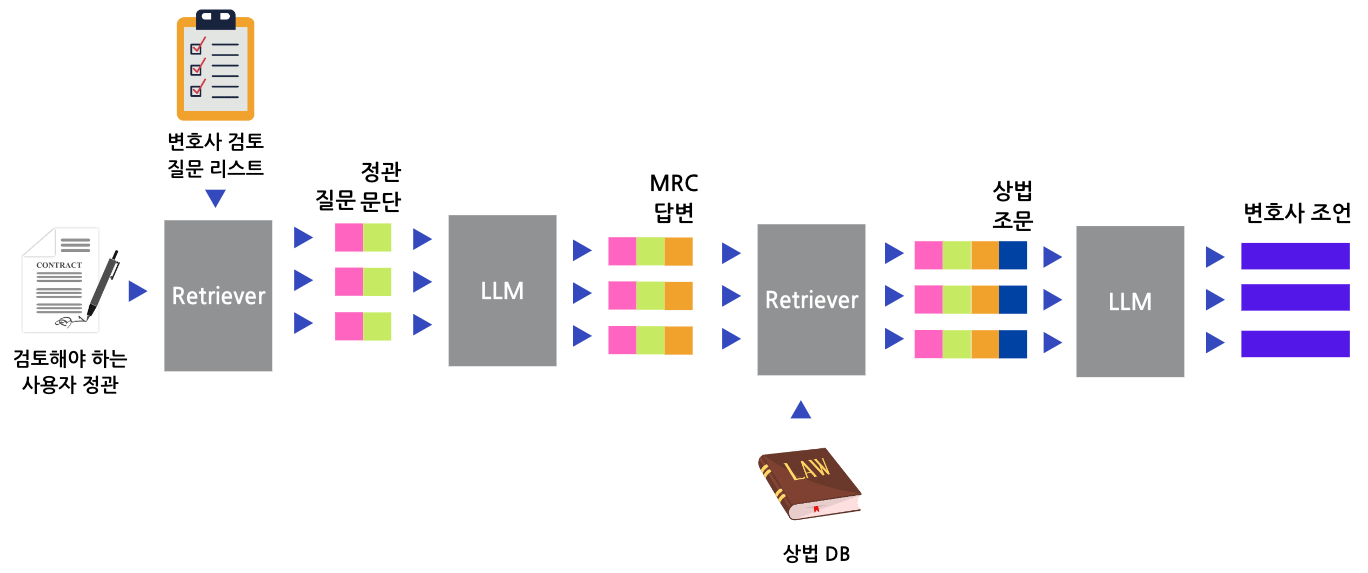 변호사 검토
질문 리스트
CONTRACT
검토해야 하는
사용자 정관
Retriever
질문
정관
문단
LLM
MRC
답변
Retriever
LAW
상법 DB
상법
조문
LLM
변호사 조언